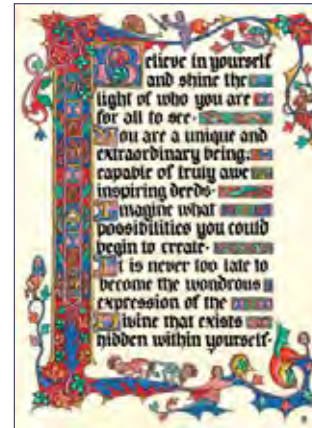 Believe in yourself
and shine the
light of who you are
for all to see·
You are a unique and
extraordinary being,
capable of truly awe
inspiring deeds·
Imagine what
possibilities you could
begin to create·
It is never too late to
become the wondrous
expression of the
Divine that exists
hidden within yourself·